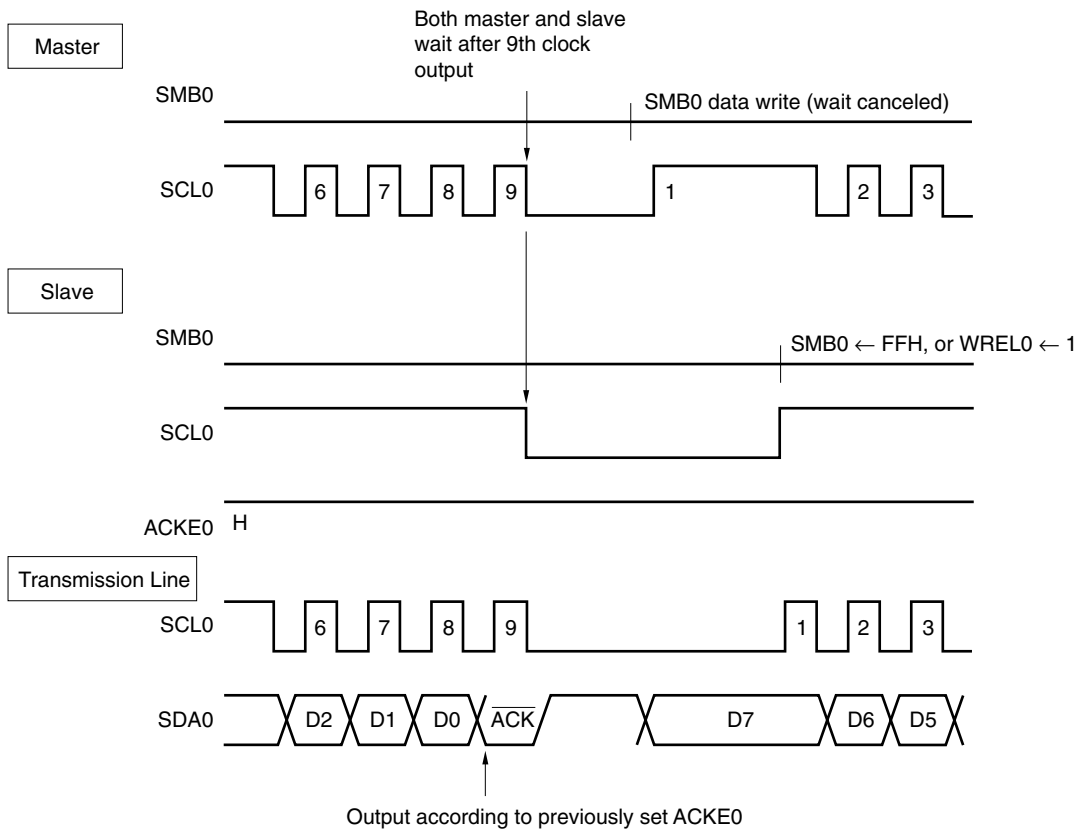 Both master and slave
wait after 9th clock
output
Master
SMB0
SMB0 data write (wait canceled)
SCL0
6 7 8 9 1 2 3
Slave
SMB0
SMB0 ← FFH, or WREL0 ← 1
SCL0
ACKE0 H
Transmission Line
SCL0
6 7 8 9 1 2 3
SDA0
D2 D1 D0 ACK D7 D6 D5
Output according to previously set ACKE0